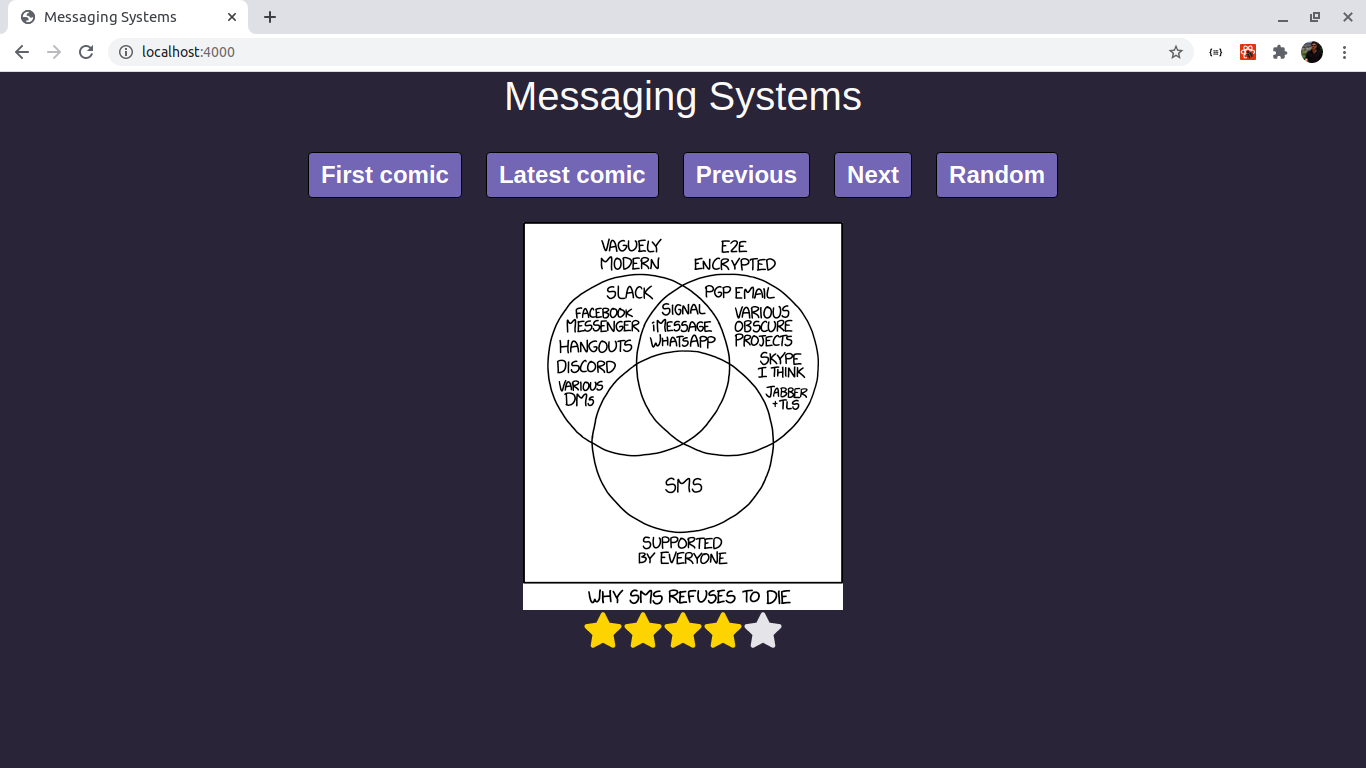 Messaging Systems
localhost:4000
Messaging Systems
First comic
Latest comic
Previous
Next
Random
VAGUELY
MODERN
E2E
ENCRYPTED
SLACK
FACEBOOK
MESSENGER
HANGOUTS
DISCORD
VARIOUS
DMs
SIGNAL
iMESSAGE
WHATSAPP
PGP EMAIL
VARIOUS
OBSCURE
PROJECTS
SKYPE
I THINK
JABBER
+TLS
SMS
SUPPORTED
BY EVERYONE
WHY SMS REFUSES TO DIE